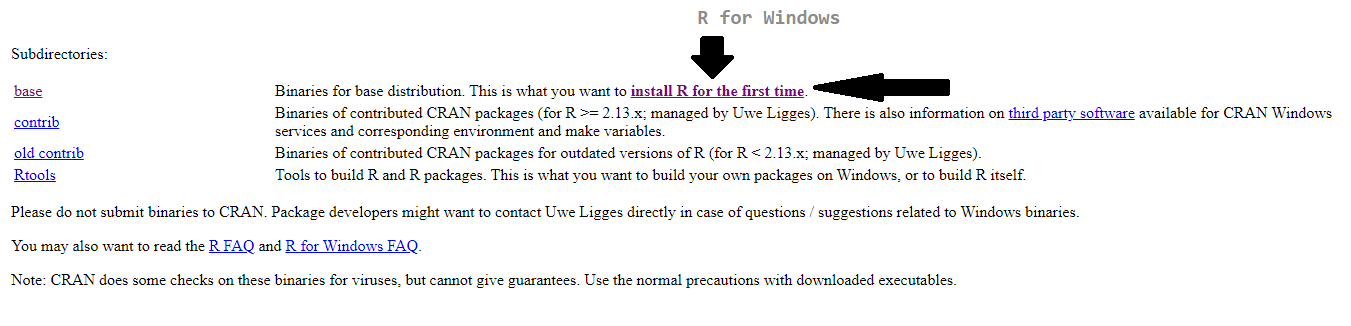 R for Windows
Subdirectories:
base Binaries for base distribution. This is what you want to install R for the first time.
contrib Binaries of contributed CRAN packages (for R >= 2.13.x; managed by Uwe Ligges). There is also information on third party software available for CRAN Windows
services and corresponding environment and make variables.
old contrib Binaries of contributed CRAN packages for outdated versions of R (for R < 2.13.x; managed by Uwe Ligges).
Rtools Tools to build R and R packages. This is what you want to build your own packages on Windows, or to build R itself.
Please do not submit binaries to CRAN. Package developers might want to contact Uwe Ligges directly in case of questions / suggestions related to Windows binaries.
You may also want to read the R FAQ and R for Windows FAQ.
Note: CRAN does some checks on these binaries for viruses, but cannot give guarantees. Use the normal precautions with downloaded executables.